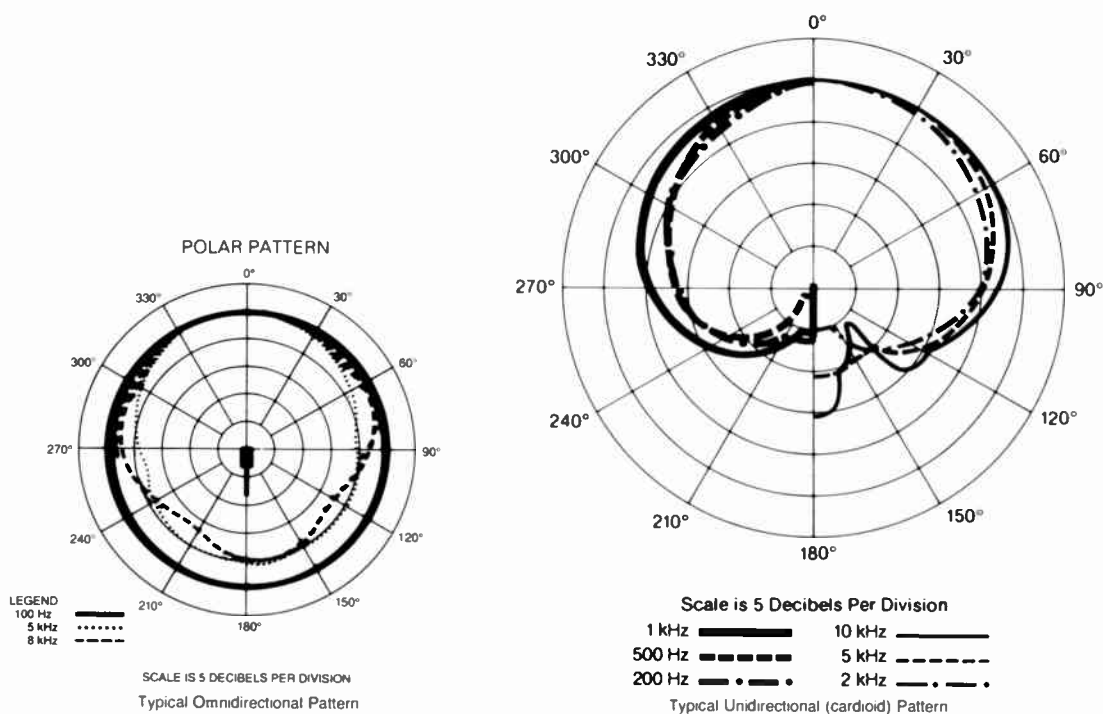 POLAR PATTERN
0°
330° 30°
300° 60°
270° 90°
240° 120°
210° 150°
180°
LEGEND
100 Hz
5 kHz
8 kHz
SCALE IS 5 DECIBELS PER DIVISION
Typical Omnidirectional Pattern
0°
330° 30°
300° 60°
270° 90°
240° 120°
210° 150°
180°
Scale is 5 Decibels Per Division
1 kHz 10 kHz
500 Hz 5 kHz
200 Hz 2 kHz
Typical Unidirectional (cardioid) Pattern